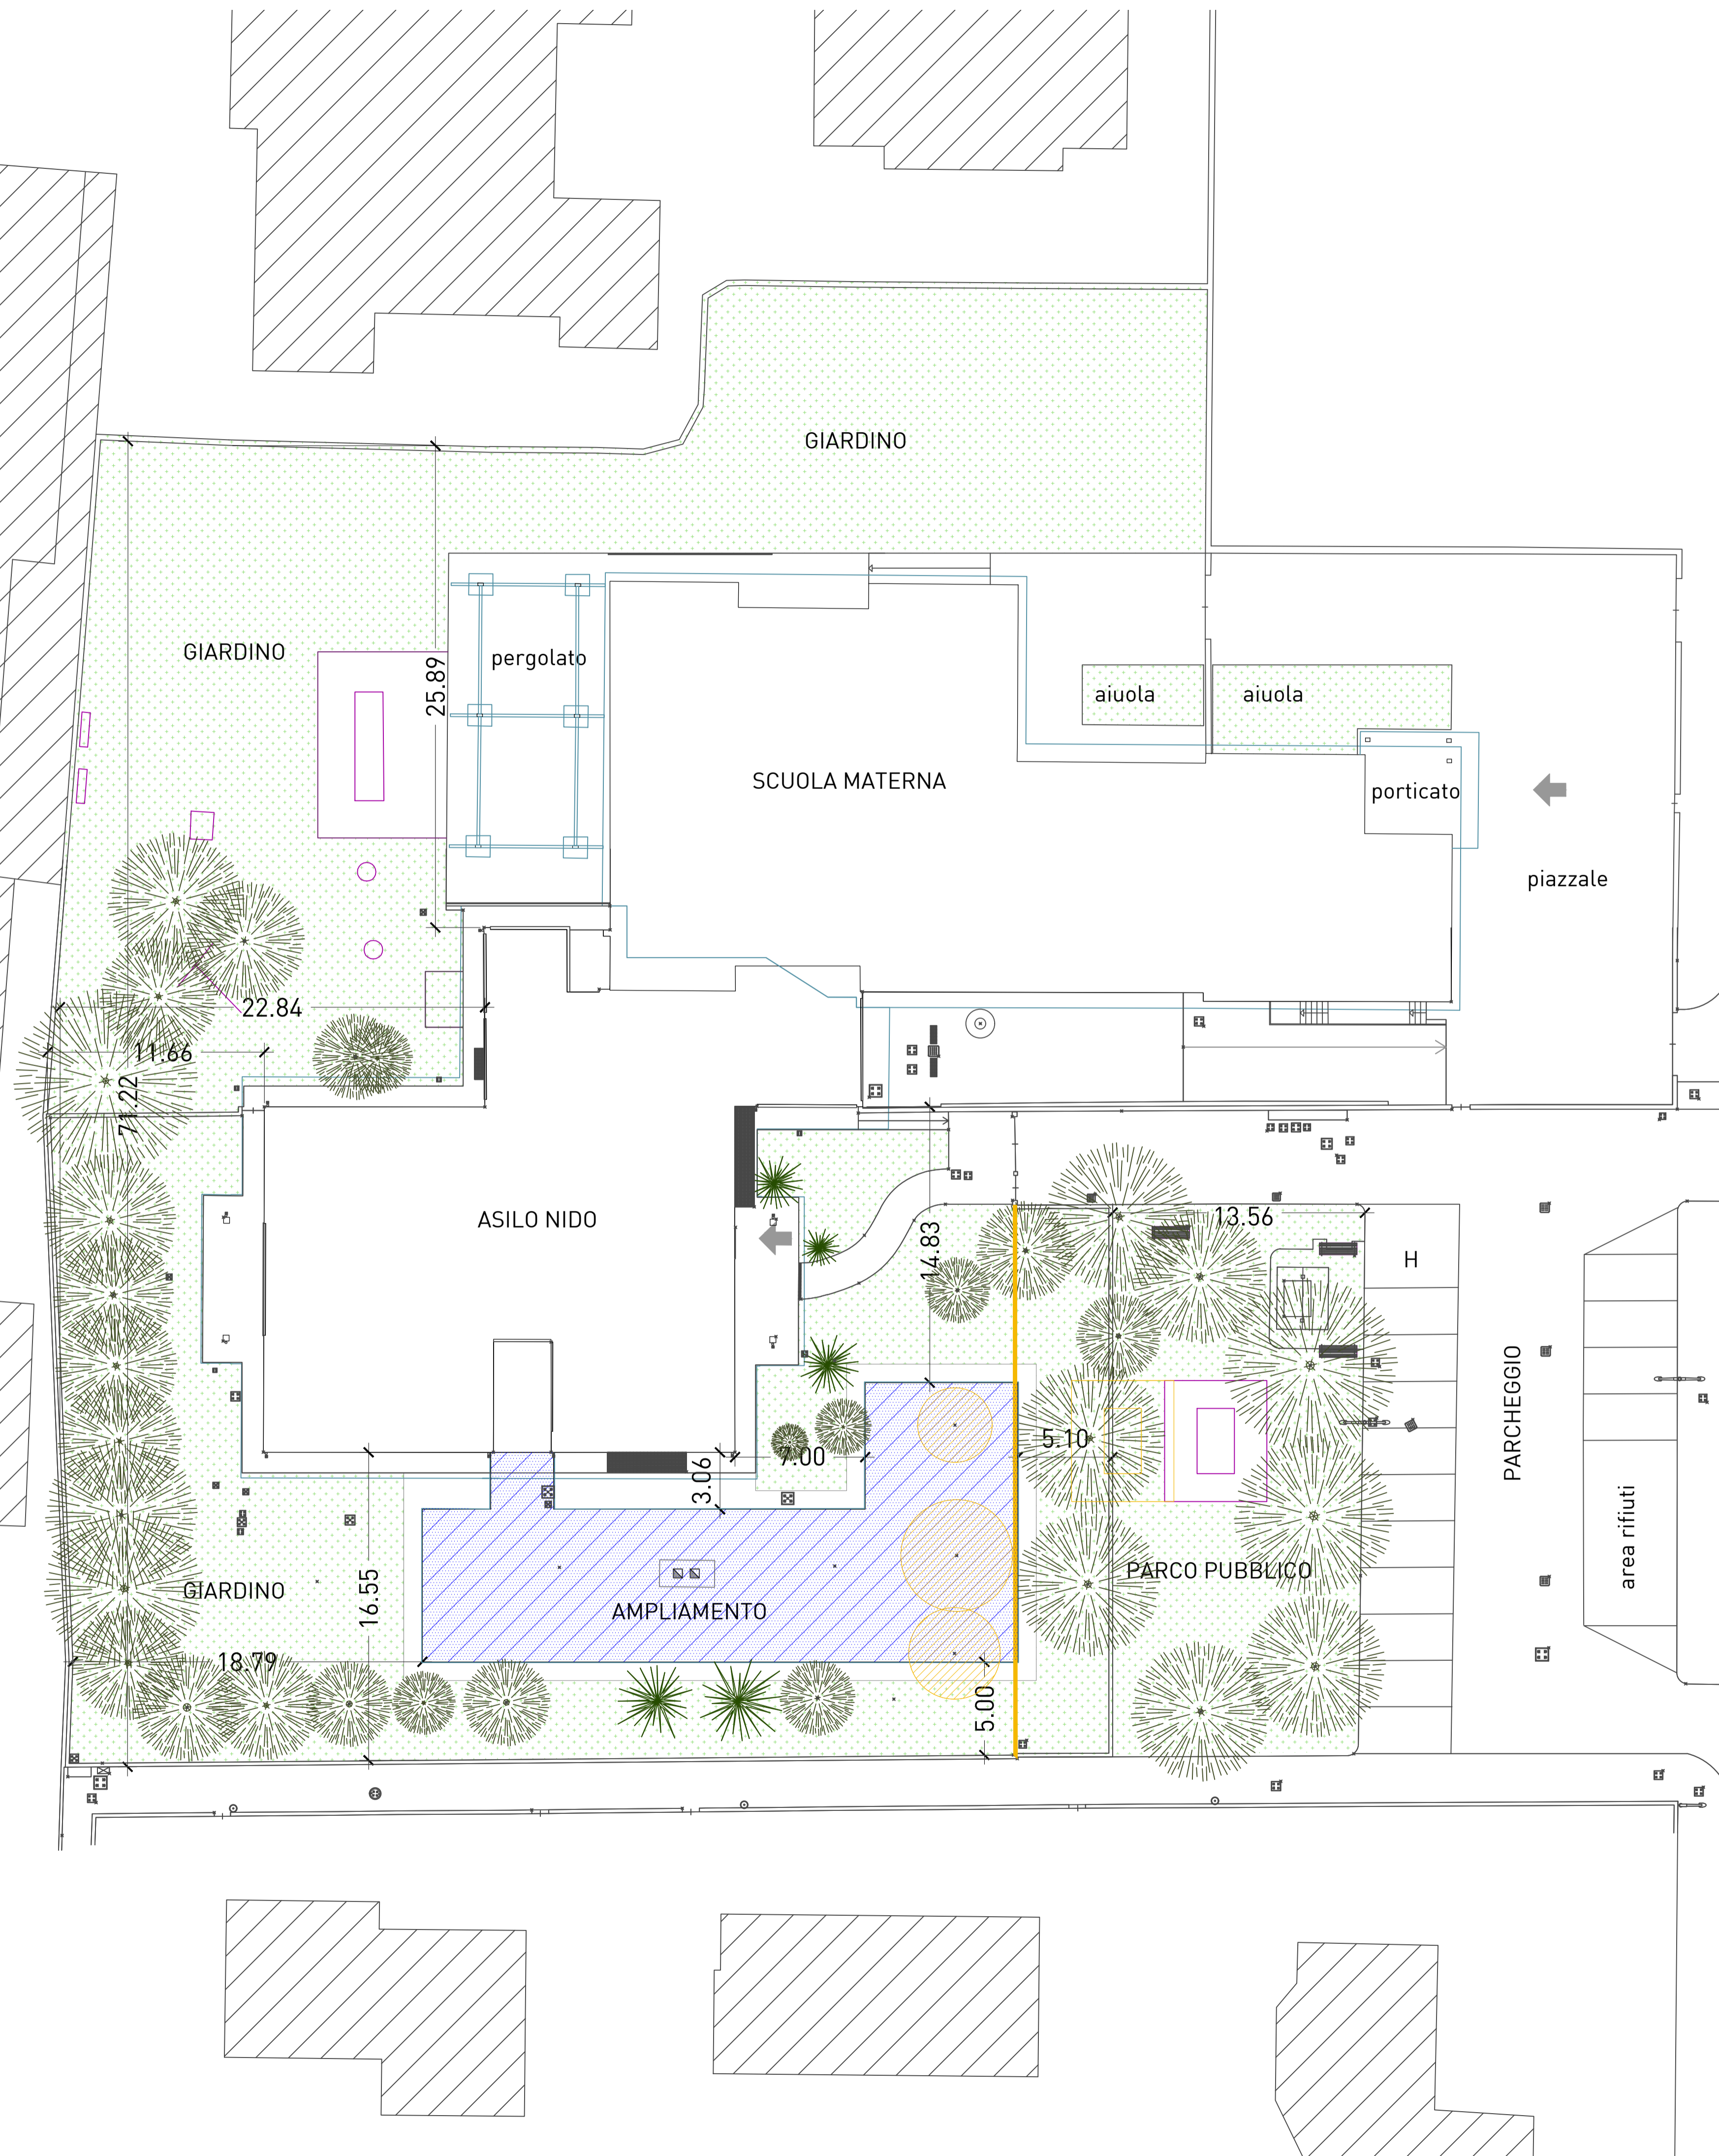 GIARDINO
GIARDINO
pergolato
25.89
aiuola
aiuola
SCUOLA MATERNA
porticato
piazzale
22.84
11.66
71.22
ASILO NIDO
14.83
13.56
H
PARCHEGGIO
5.10
7.00
3.06
area rifiuti
PARCO PUBBLICO
GIARDINO
16.55
AMPLIAMENTO
18.79
5.00